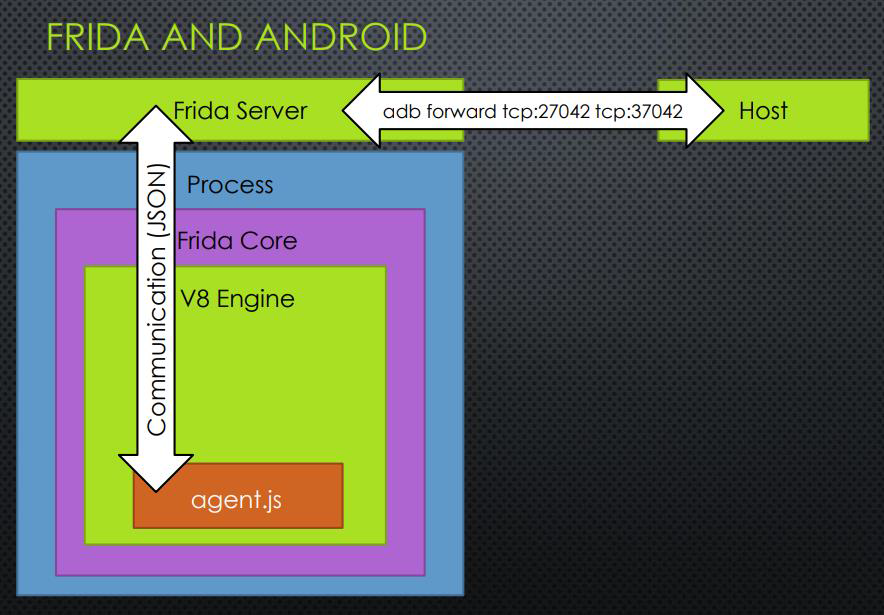 FRIDA AND ANDROID
Frida Server
adb forward tcp:27042 tcp:37042
Host
Process
Frida Core
V8 Engine
Communication (JSON)
agent.js